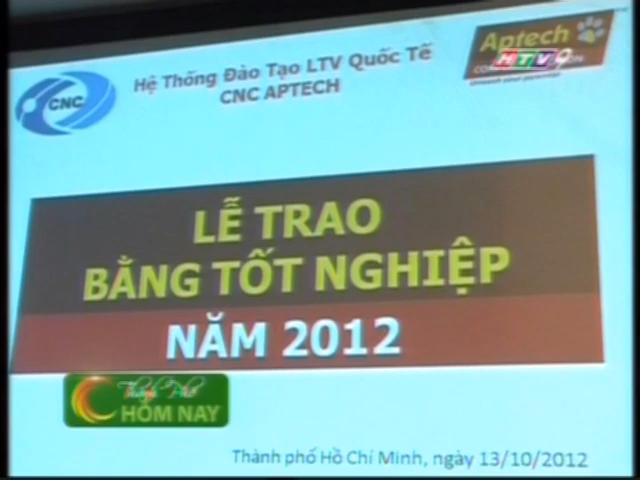 CNC
Hệ Thống Đào Tạo LTV Quốc Tế
CNC APTECH
Aptech
HTV9
LỄ TRAO
BẰNG TỐT NGHIỆP
NĂM 2012
Thành Phố
HÔM NAY
Thành phố Hồ Chí Minh, ngày 13/10/2012